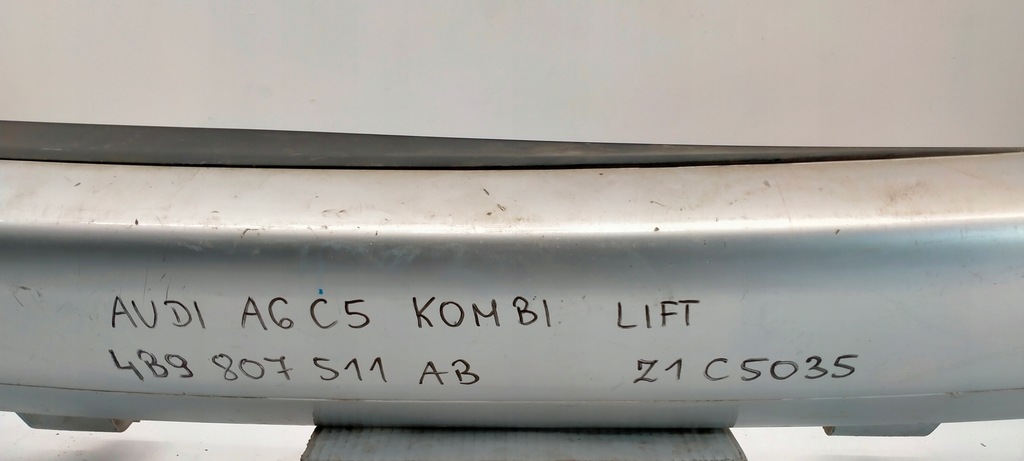 AUDI A6 C5 KOMBI LIFT
4B9 807 511 AB Z1 C5035